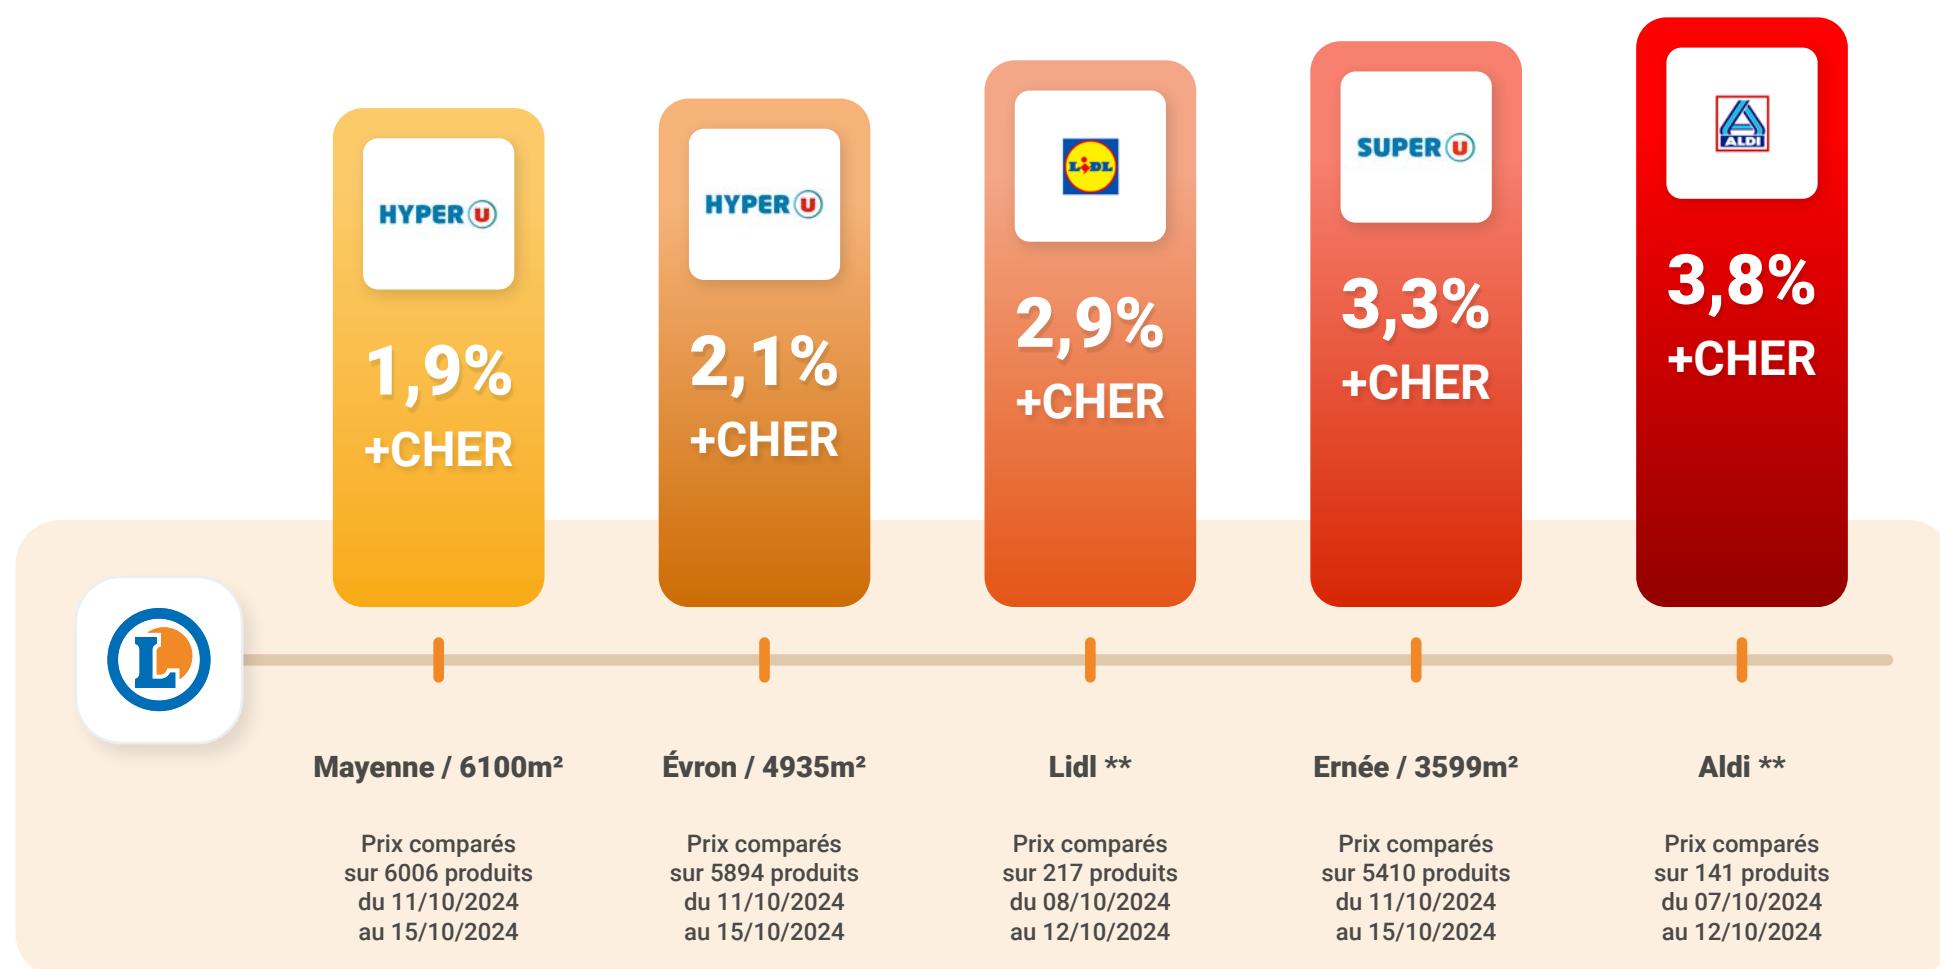 HYPER U
1,9%
+CHER
HYPER U
2,1%
+CHER
LIDL
2,9%
+CHER
SUPER U
3,3%
+CHER
ALDI
3,8%
+CHER
L
Mayenne / 6100m²
Prix comparés
sur 6006 produits
du 11/10/2024
au 15/10/2024
Évron / 4935m²
Prix comparés
sur 5894 produits
du 11/10/2024
au 15/10/2024
Lidl **
Prix comparés
sur 217 produits
du 08/10/2024
au 12/10/2024
Ernée / 3599m²
Prix comparés
sur 5410 produits
du 11/10/2024
au 15/10/2024
Aldi **
Prix comparés
sur 141 produits
du 07/10/2024
au 12/10/2024